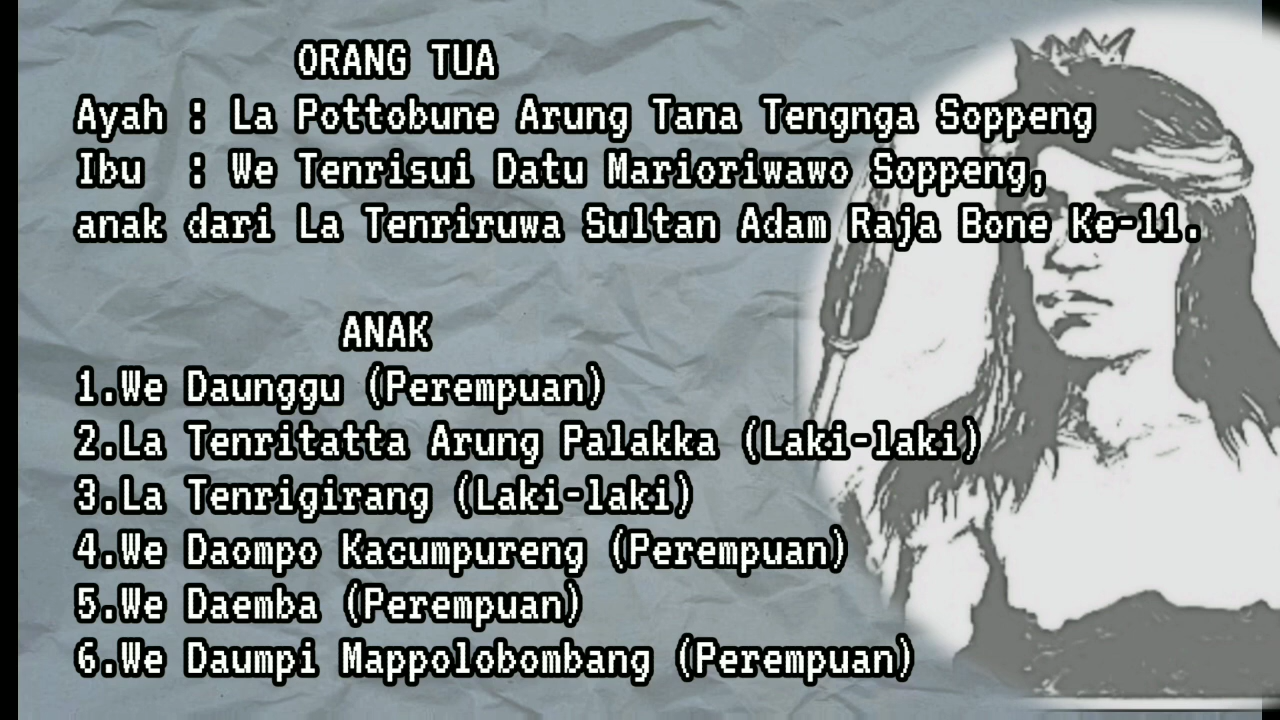 ORANG TUA
Ayah : La Pottobune Arung Tana Tengnga Soppeng
Ibu : We Tenrisui Datu Marioriwawo Soppeng,
anak dari La Tenriruwa Sultan Adam Raja Bone Ke-11.
ANAK
1.We Daunggu (Perempuan)
2.La Tenritatta Arung Palakka (Laki-laki)
3.La Tenrigirang (Laki-laki)
4.We Daompo Kacumpureng (Perempuan)
5.We Daemba (Perempuan)
6.We Daumpi Mappolobombang (Perempuan)